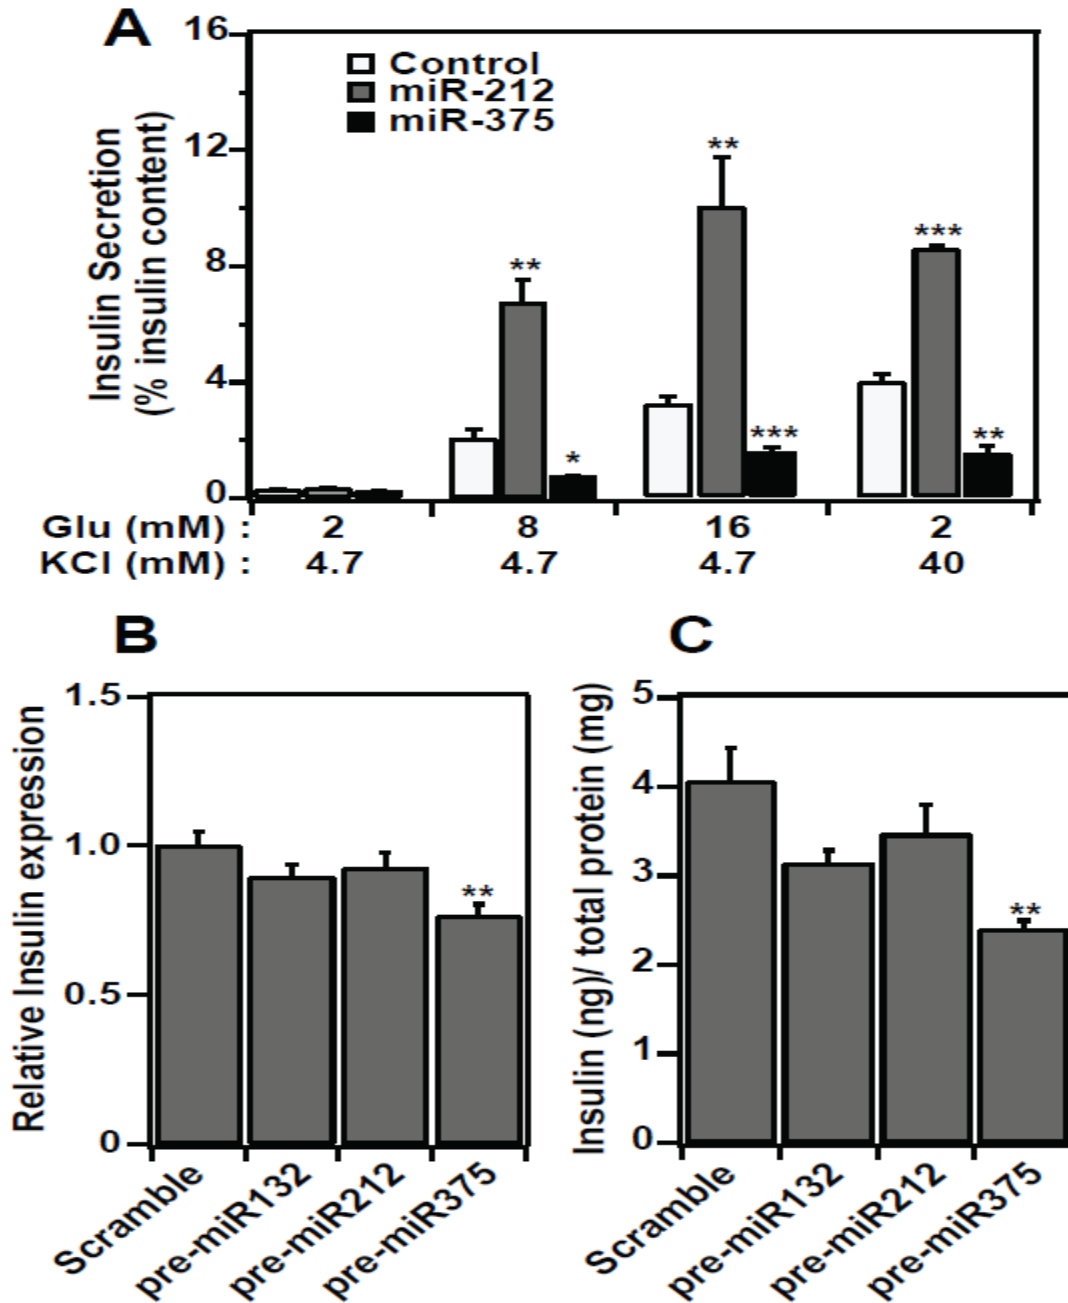 A
16
12
8
4
0
Insulin Secretion
(% insulin content)
Control
miR-212
miR-375
**
*
**
***
***
**
Glu (mM) : 2 8 16 2
KCl (mM) : 4.7 4.7 4.7 40
B
1.5
1.0
0.5
0
Relative Insulin expression
**
Scramble
pre-miR132
pre-miR212
pre-miR375
C
5
4
3
2
1
0
Insulin (ng)/ total protein (mg)
**
Scramble
pre-miR132
pre-miR212
pre-miR375